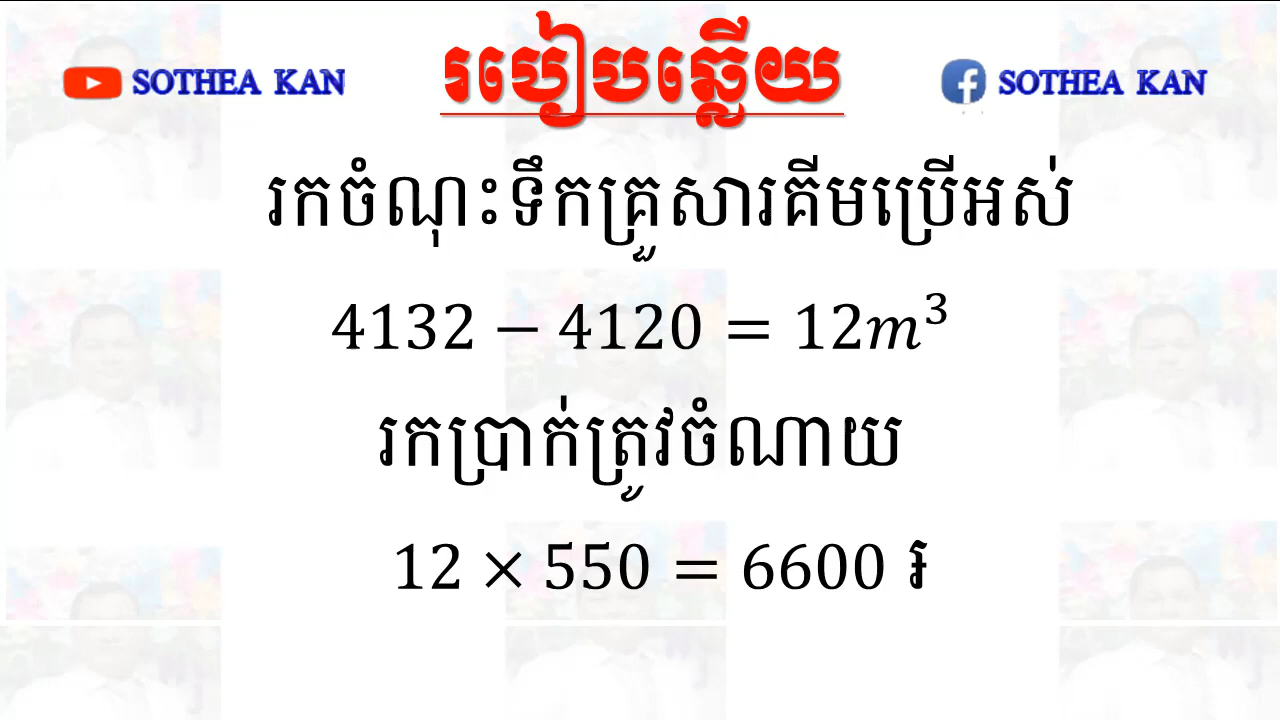 SOTHEA KAN របៀបឆ្លើយ SOTHEA KAN
រកចំណុះទឹកគ្រួសារគីមប្រើអស់
4132 − 4120 = 12m³
រកប្រាក់ត្រូវចំណាយ
12 × 550 = 6600 ៛